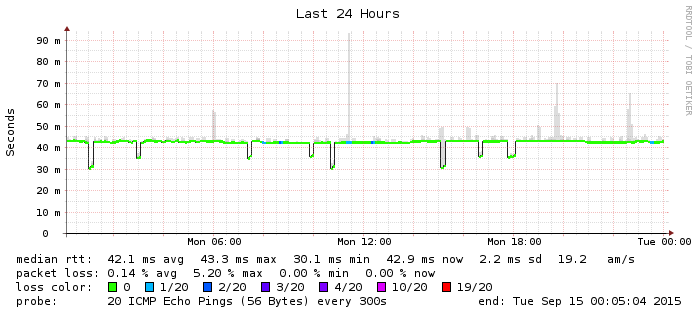 Last 24 Hours
RRDTOOL / TOBI OETIKER
Seconds
90 m
80 m
70 m
60 m
50 m
40 m
30 m
20 m
10 m
0
Mon 06:00 Mon 12:00 Mon 18:00 Tue 00:00
median rtt: 42.1 ms avg 43.3 ms max 30.1 ms min 42.9 ms now 2.2 ms sd 19.2 am/s
packet loss: 0.14 % avg 5.20 % max 0.00 % min 0.00 % now
loss color: 0 1/20 2/20 3/20 4/20 10/20 19/20
probe: 20 ICMP Echo Pings (56 Bytes) every 300s end: Tue Sep 15 00:05:04 2015